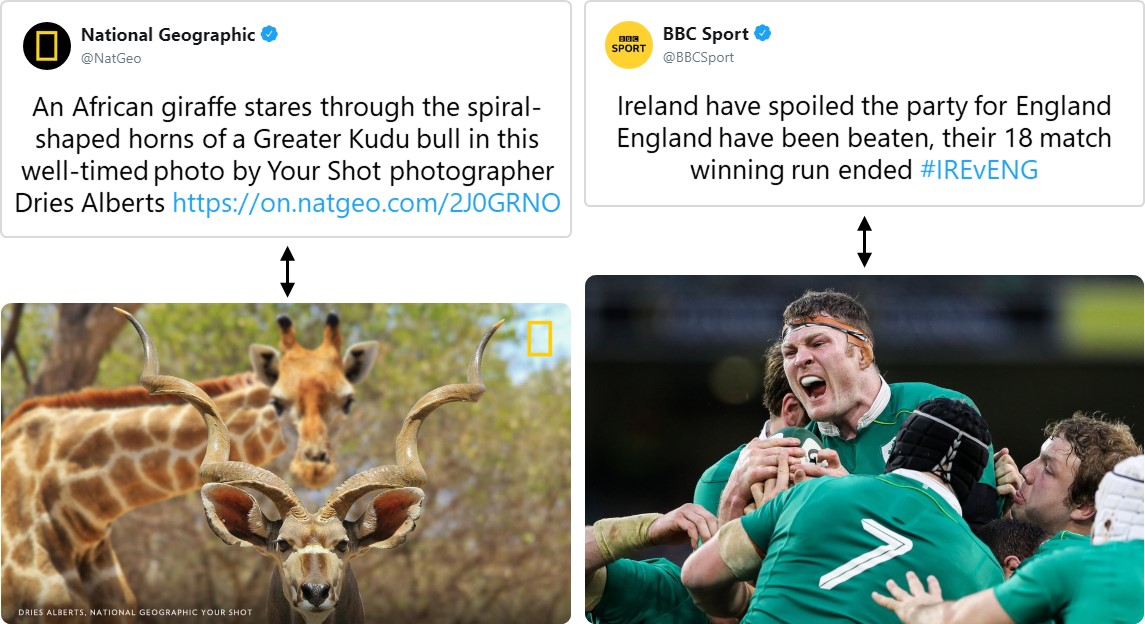 National Geographic
@NatGeo
An African giraffe stares through the spiral-
shaped horns of a Greater Kudu bull in this
well-timed photo by Your Shot photographer
Dries Alberts https://on.natgeo.com/2J0GRNO
DRIES ALBERTS, NATIONAL GEOGRAPHIC YOUR SHOT
BBC
SPORT
BBC Sport
@BBCSport
Ireland have spoiled the party for England
England have been beaten, their 18 match
winning run ended #IREvENG
7